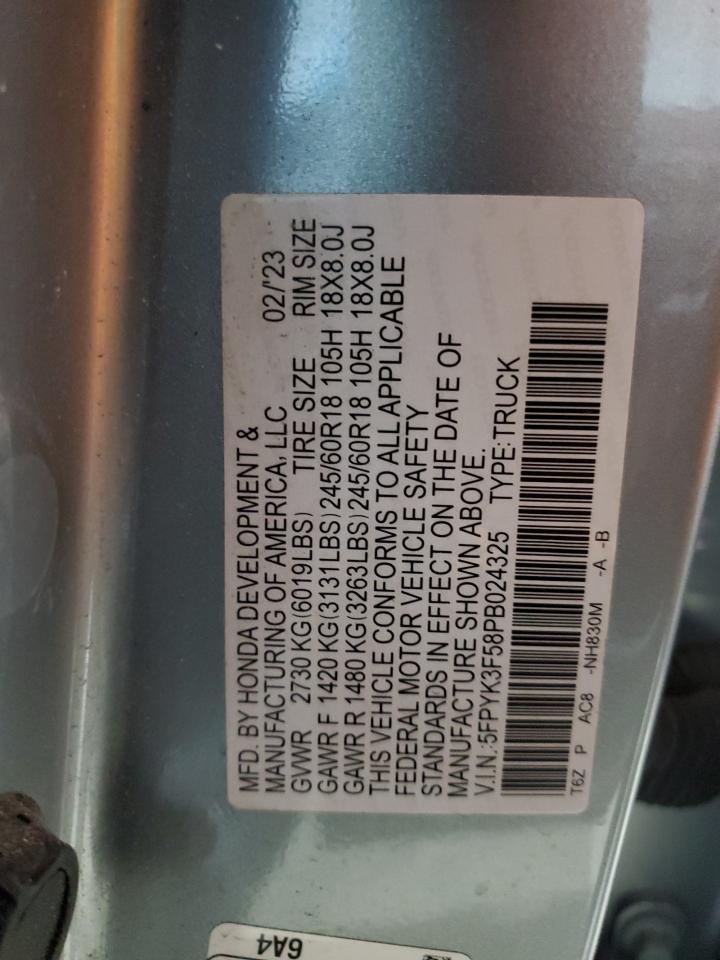 MFD. BY HONDA DEVELOPMENT &
MANUFACTURING OF AMERICA, LLC 02/'23
GVWR 2730 KG(6019LBS) TIRE SIZE RIM SIZE
GAWR F 1420 KG(3131LBS)245/60R18 105H 18X8.0J
GAWR R 1480 KG(3263LBS)245/60R18 105H 18X8.0J
THIS VEHICLE CONFORMS TO ALL APPLICABLE
FEDERAL MOTOR VEHICLE SAFETY
STANDARDS IN EFFECT ON THE DATE OF
MANUFACTURE SHOWN ABOVE.
V.I.N.:5FPYK3F58PB024325 TYPE:TRUCK
T6Z P AC8 -NH830M -A -B
6A4